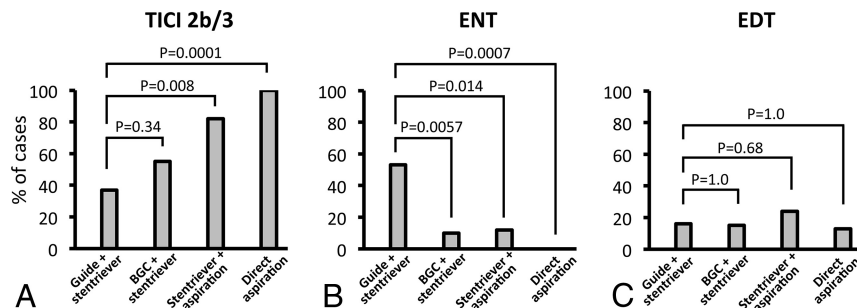 TICI 2b/3
P=0.0001
P=0.008
P=0.34
% of cases
100
80
60
40
20
0
Guide + stentriever
BGC + stentriever
Stentriever + aspiration
Direct aspiration
A
ENT
P=0.0007
P=0.014
P=0.0057
100
80
60
40
20
0
Guide + stentriever
BGC + stentriever
Stentriever + aspiration
Direct aspiration
B
EDT
P=1.0
P=0.68
P=1.0
100
80
60
40
20
0
Guide + stentriever
BGC + stentriever
Stentriever + aspiration
Direct aspiration
C